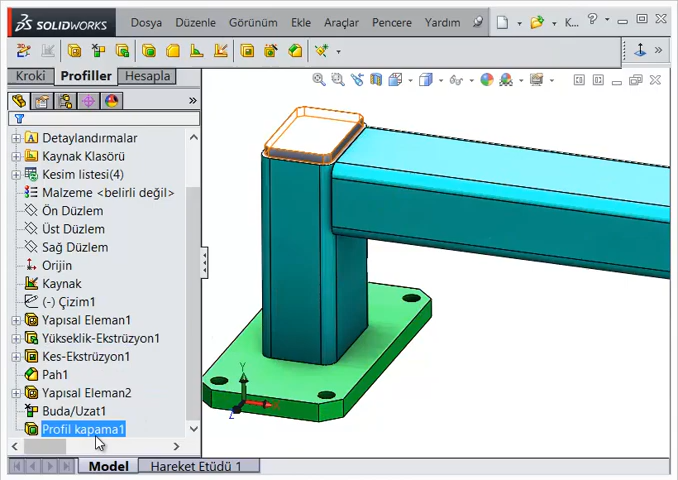 SOLIDWORKS Dosya Düzenle Görünüm Ekle Araçlar Pencere Yardım K... ?
Kroki Profiller Hesapla
Detaylandırmalar
Kaynak Klasörü
Kesim listesi(4)
Malzeme <belirli değil>
Ön Düzlem
Üst Düzlem
Sağ Düzlem
Orijin
Kaynak
(-) Çizim1
Yapısal Eleman1
Yükseklik-Ekstrüzyon1
Kes-Ekstrüzyon1
Pah1
Yapısal Eleman2
Buda/Uzat1
Profil kapama1
Y
Z
Model Hareket Etüdü 1